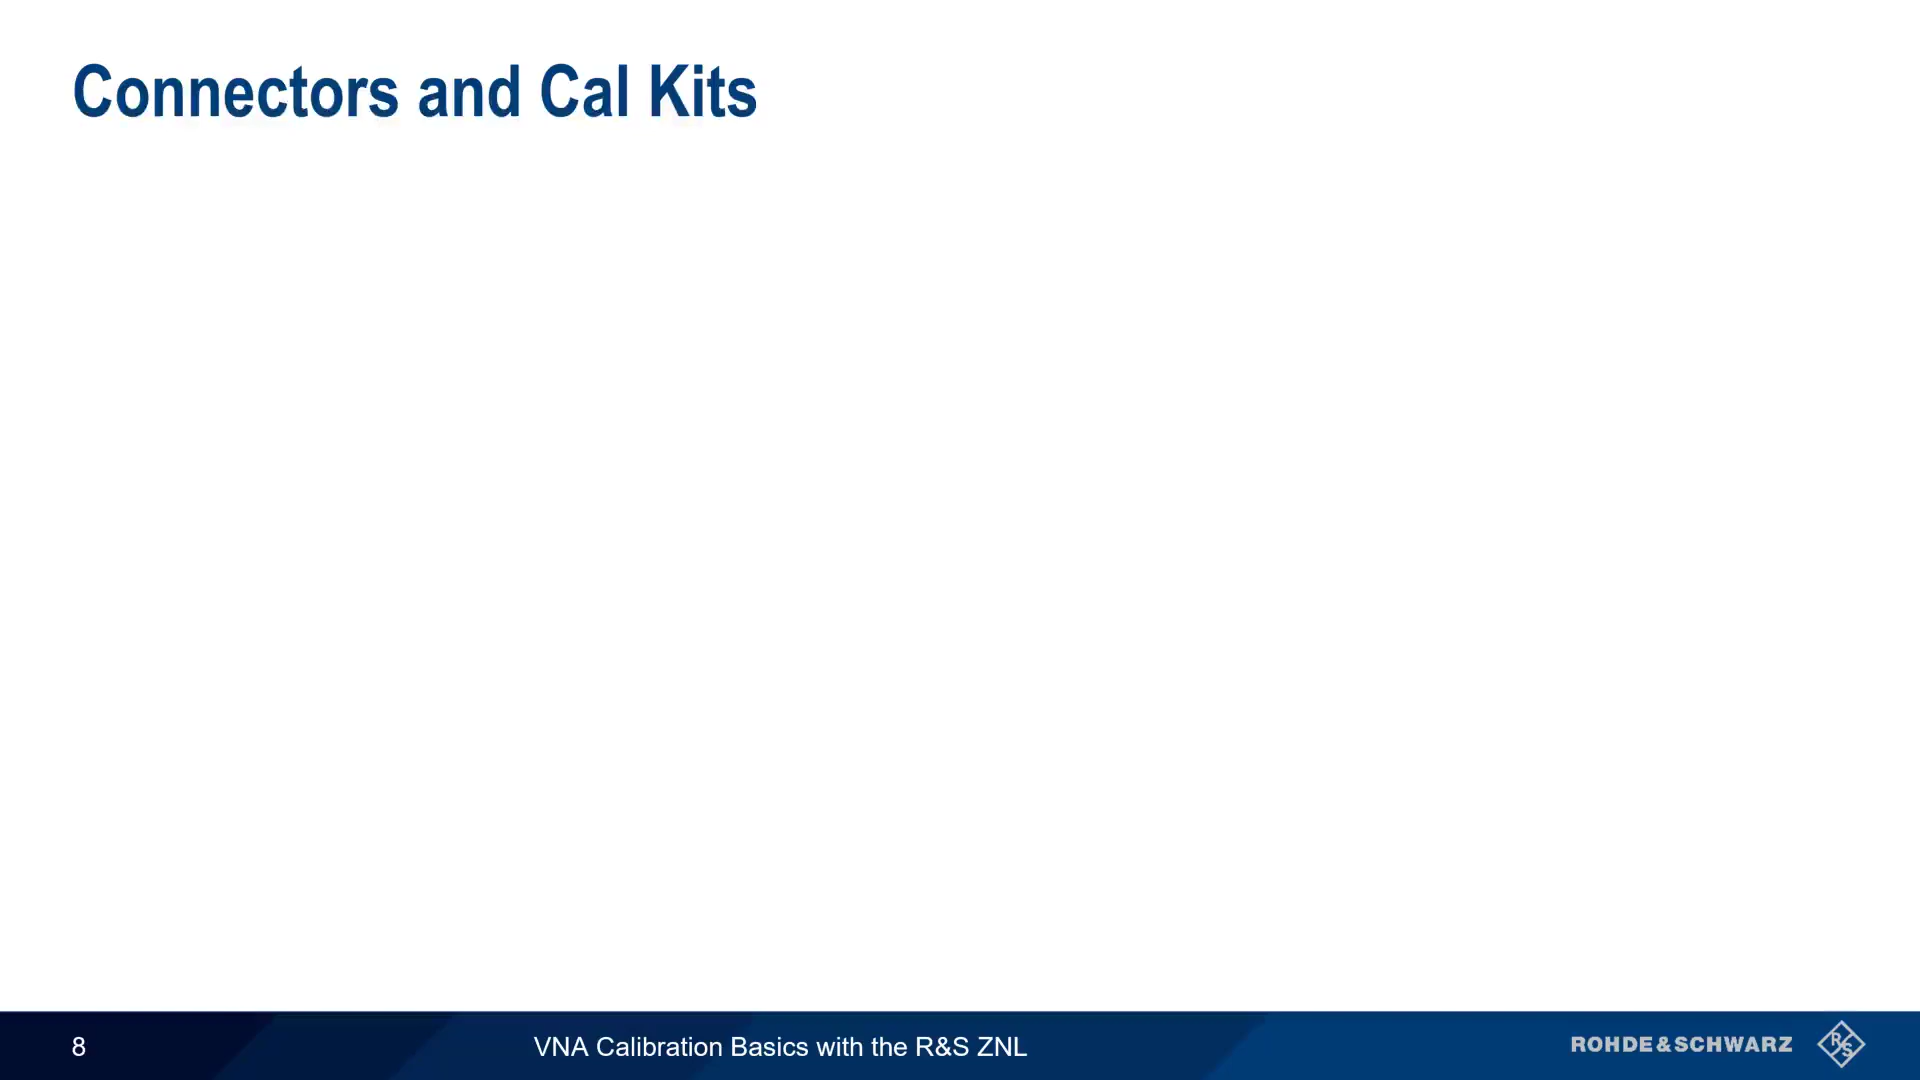 Connectors and Cal Kits
8
VNA Calibration Basics with the R&S ZNL
ROHDE&SCHWARZ
R
S